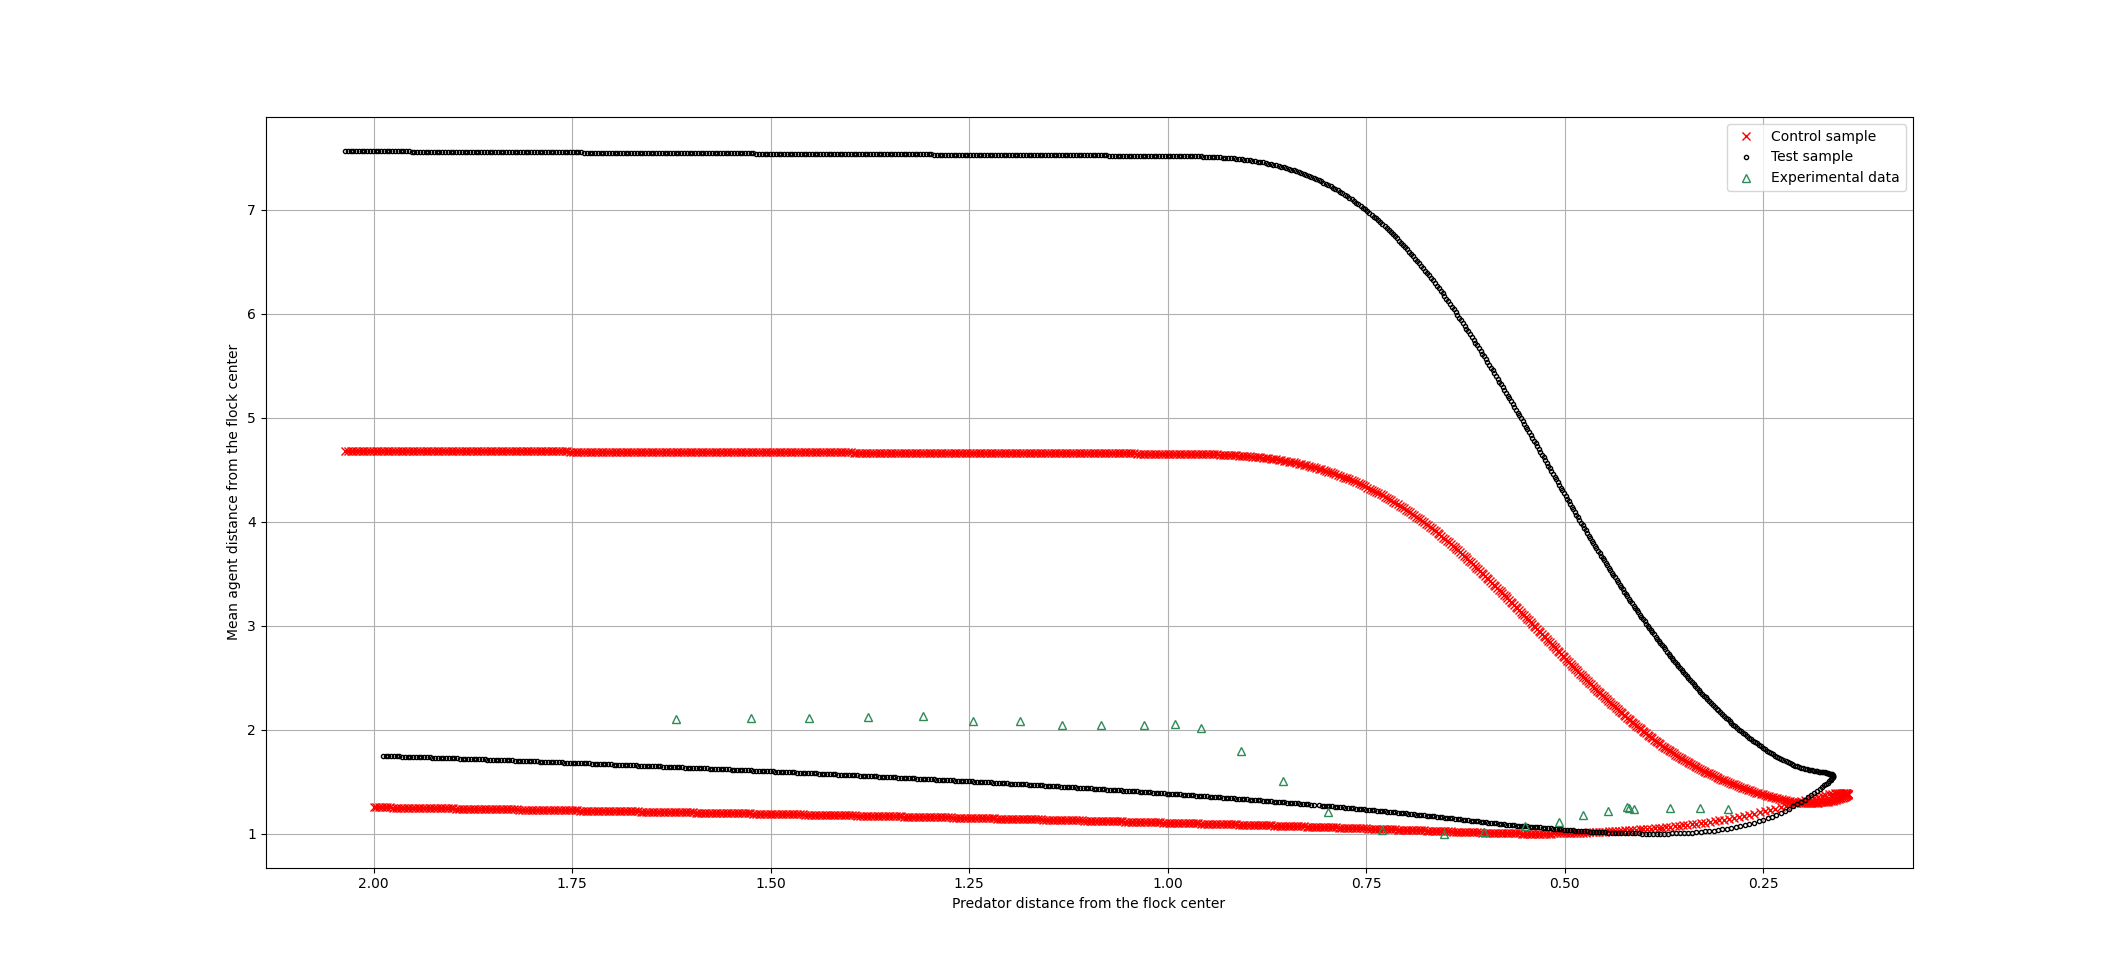 Control sample
Test sample
Experimental data
Mean agent distance from the flock center
7
6
5
4
3
2
1
2.00 1.75 1.50 1.25 1.00 0.75 0.50 0.25
Predator distance from the flock center